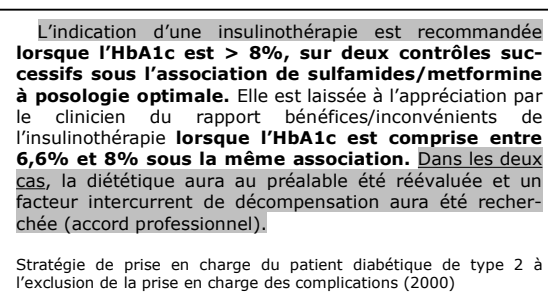 L’indication d’une insulinothérapie est recommandée
lorsque l’HbA1c est > 8%, sur deux contrôles suc-
cessifs sous l’association de sulfamides/metformine
à posologie optimale. Elle est laissée à l’appréciation par
le clinicien du rapport bénéfices/inconvénients de
l’insulinothérapie lorsque l’HbA1c est comprise entre
6,6% et 8% sous la même association. Dans les deux
cas, la diététique aura au préalable été réévaluée et un
facteur intercurrent de décompensation aura été recher-
chée (accord professionnel).
Stratégie de prise en charge du patient diabétique de type 2 à
l’exclusion de la prise en charge des complications (2000)